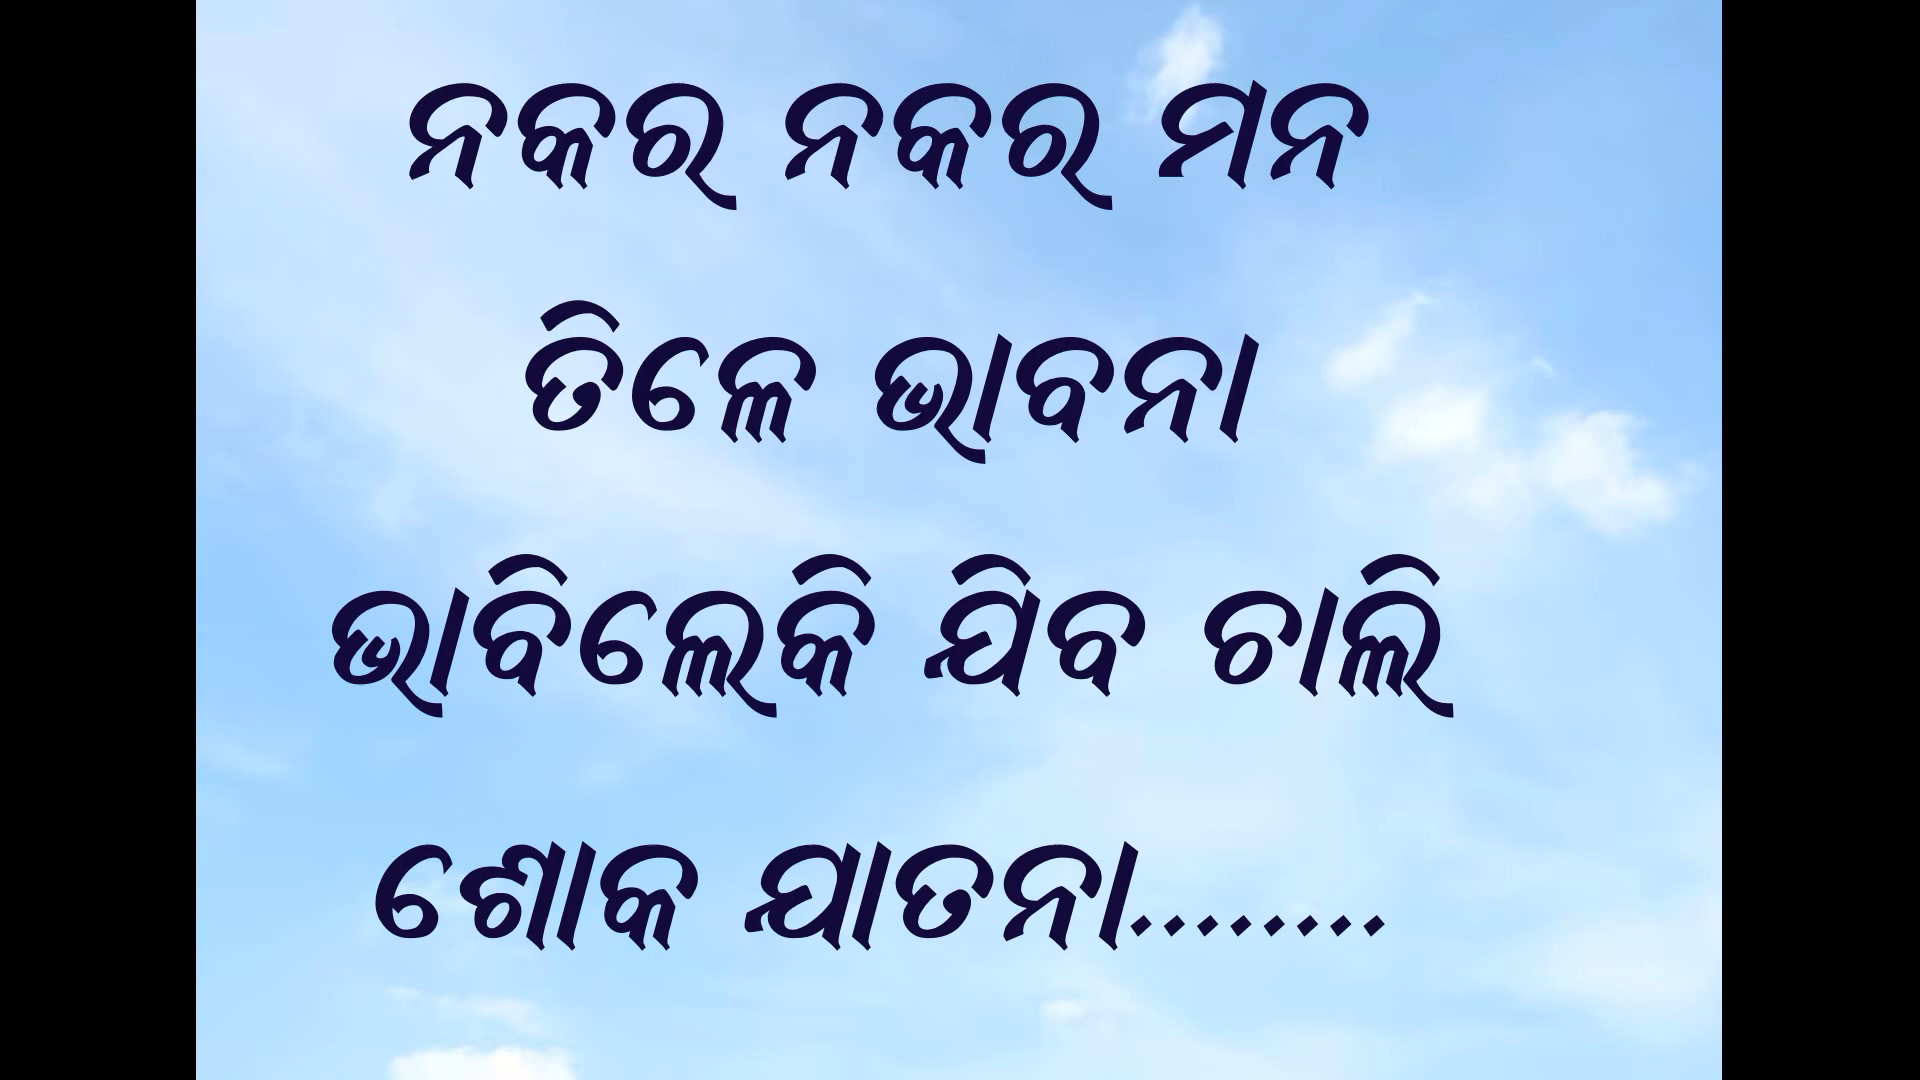 ନକର ନକର ମନ
ତିଳେ ଭାବନା
ଭାବିଲେକି ଯିବ ଚାଲି
ଶୋକ ଯାତନା........